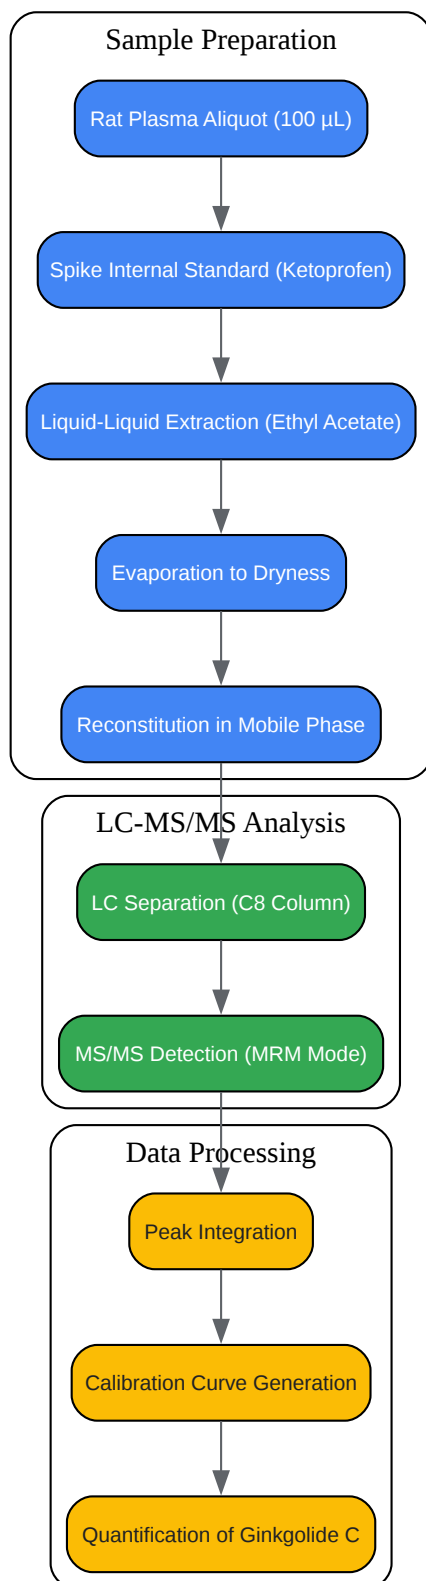 Sample Preparation
Rat Plasma Aliquot (100 µL)
Spike Internal Standard (Ketoprofen)
Liquid-Liquid Extraction (Ethyl Acetate)
Evaporation to Dryness
Reconstitution in Mobile Phase
LC-MS/MS Analysis
LC Separation (C8 Column)
MS/MS Detection (MRM Mode)
Data Processing
Peak Integration
Calibration Curve Generation
Quantification of Ginkgolide C